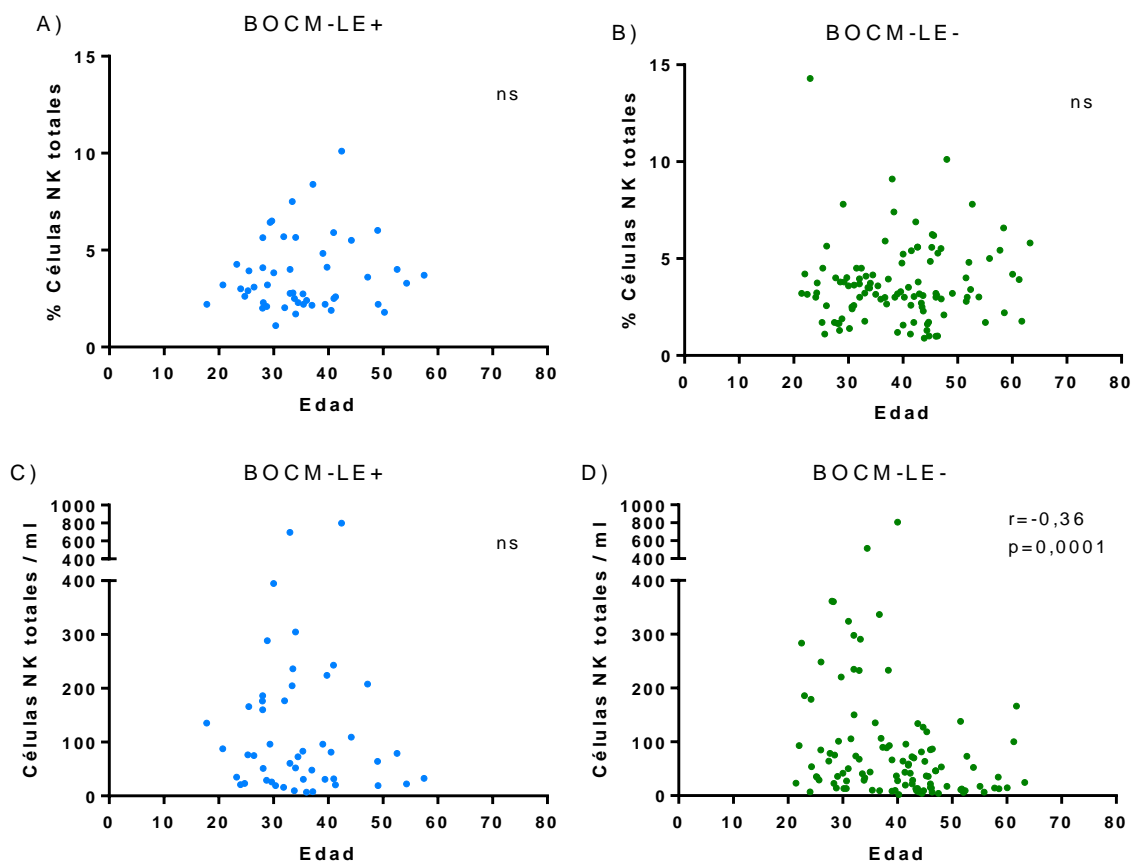 A)
BOCM-LE+
% Células NK totales
15
10
5
0
ns
0 10 20 30 40 50 60 70 80
Edad
B)
BOCM-LE-
% Células NK totales
15
10
5
0
ns
0 10 20 30 40 50 60 70 80
Edad
C)
BOCM-LE+
Células NK totales/ml
1000
800
600
400
400
300
200
100
0
ns
0 10 20 30 40 50 60 70 80
Edad
D)
BOCM-LE-
Células NK totales/ml
1000
800
600
400
400
300
200
100
0
r=-0,36
p=0,0001
0 10 20 30 40 50 60 70 80
Edad